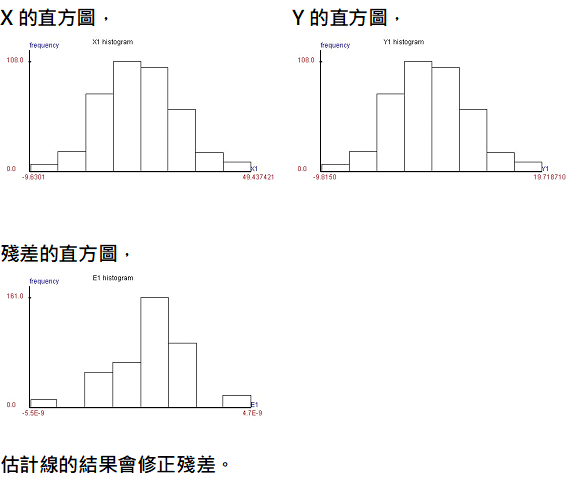 X 的直方圖， Y 的直方圖，
frequency X1 histogram frequency Y1 histogram
108.0 108.0
0.0 X1 0.0 Y1
-9.6301 49.437421 -9.8150 19.718710
殘差的直方圖，
frequency E1 histogram
161.0
0.0 E1
-5.5E-9 4.7E-9
估計線的結果會修正殘差。